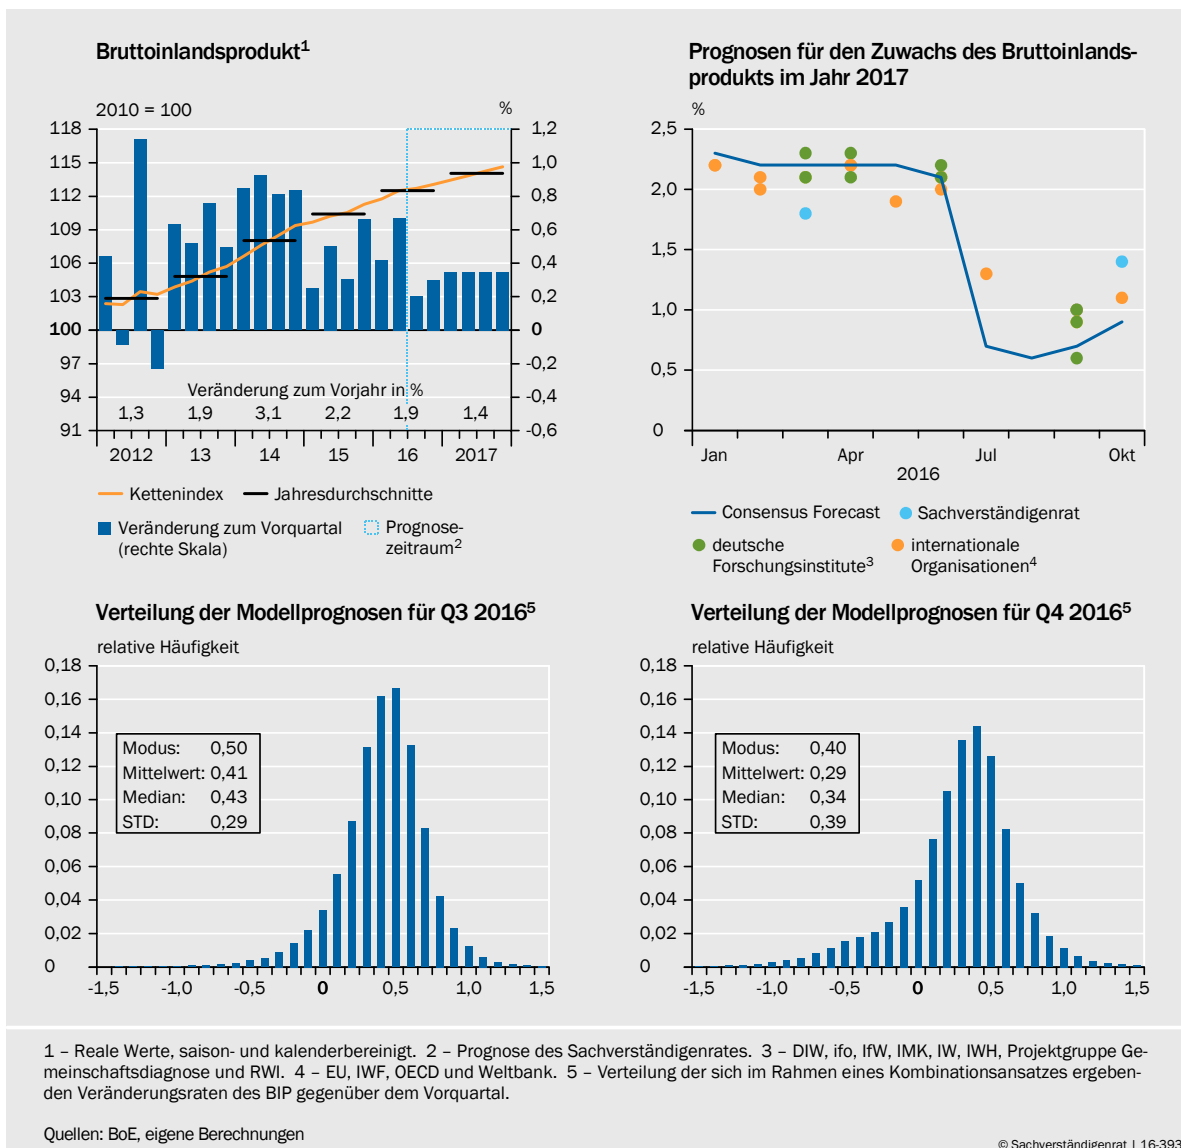 Bruttoinlandsprodukt¹
2010 = 100
%
118
115
112
109
106
103
100
97
94
91
1,2
1,0
0,8
0,6
0,4
0,2
0
-0,2
-0,4
-0,6
Veränderung zum Vorjahr in %
1,3 1,9 3,1 2,2 1,9 1,4
2012 13 14 15 16 2017
Kettenindex Jahresdurchschnitte
Veränderung zum Vorquartal
(rechte Skala)
Prognose-
zeitraum²
Prognosen für den Zuwachs des Bruttoinlands-
produkts im Jahr 2017
%
2,5
2,0
1,5
1,0
0,5
0
Jan Apr Jul Okt
2016
Consensus Forecast Sachverständigenrat
deutsche
Forschungsinstitute³
internationale
Organisationen⁴
Verteilung der Modellprognosen für Q3 2016⁵
relative Häufigkeit
0,18
0,16
0,14
0,12
0,10
0,08
0,06
0,04
0,02
0
Modus: 0,50
Mittelwert: 0,41
Median: 0,43
STD: 0,29
-1,5 -1,0 -0,5 0 0,5 1,0 1,5
Verteilung der Modellprognosen für Q4 2016⁵
relative Häufigkeit
0,18
0,16
0,14
0,12
0,10
0,08
0,06
0,04
0,02
0
Modus: 0,40
Mittelwert: 0,29
Median: 0,34
STD: 0,39
-1,5 -1,0 -0,5 0 0,5 1,0 1,5
1 – Reale Werte, saison- und kalenderbereinigt. 2 – Prognose des Sachverständigenrates. 3 – DIW, ifo, IfW, IMK, IW, IWH, Projektgruppe Ge-
meinschaftsdiagnose und RWI. 4 – EU, IWF, OECD und Weltbank. 5 – Verteilung der sich im Rahmen eines Kombinationsansatzes ergeben-
den Veränderungsraten des BIP gegenüber dem Vorquartal.
Quellen: BoE, eigene Berechnungen
© Sachverständigenrat | 16-393